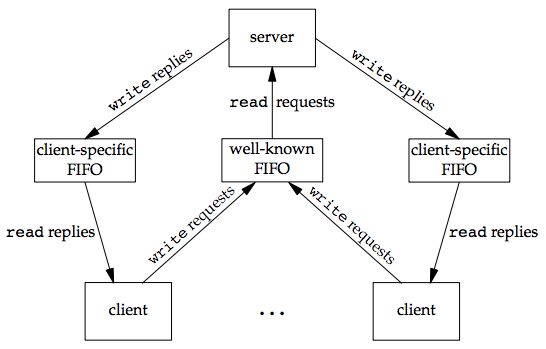 server
write replies
write replies
read requests
client-specific
FIFO
well-known
FIFO
client-specific
FIFO
read replies
write requests
write requests
read replies
client
...
client